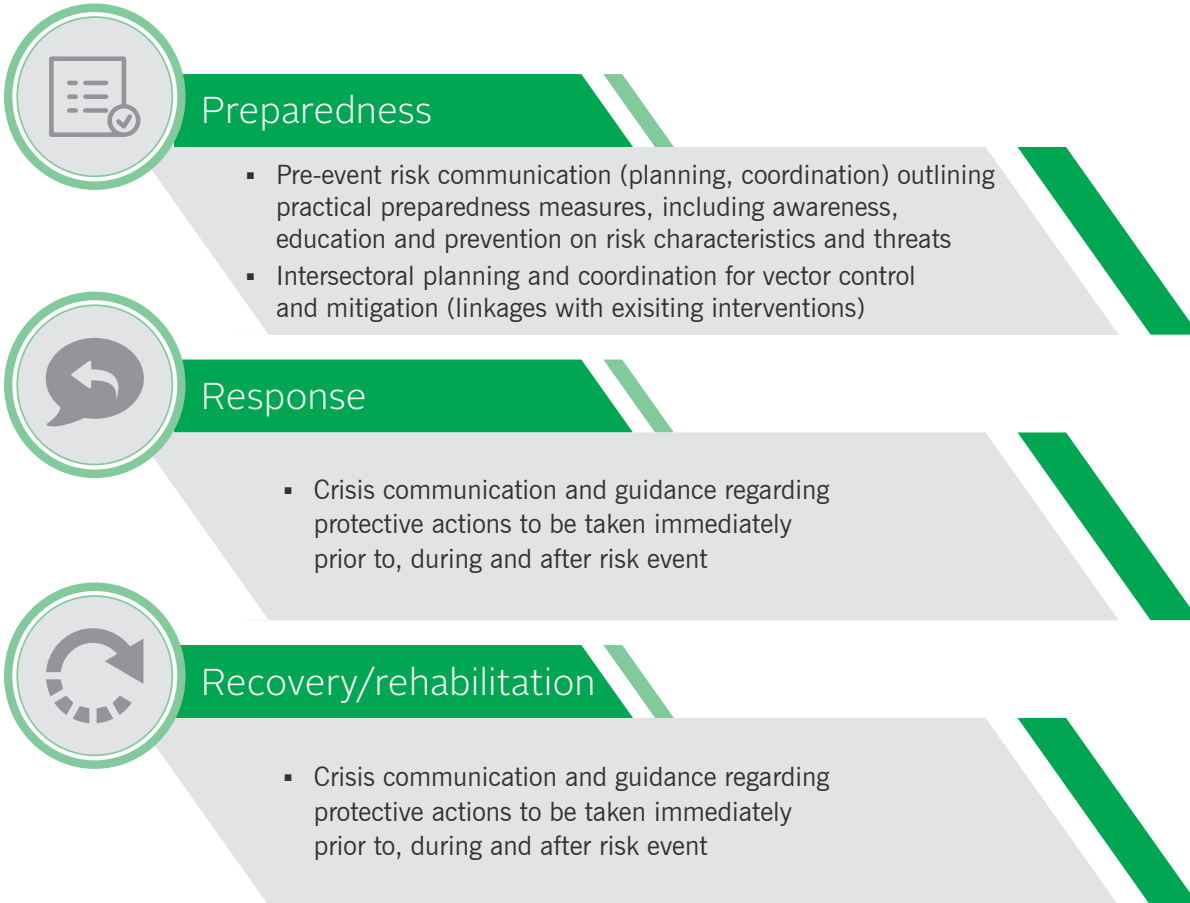 Preparedness
▪ Pre-event risk communication (planning, coordination) outlining
practical preparedness measures, including awareness,
education and prevention on risk characteristics and threats
▪ Intersectoral planning and coordination for vector control
and mitigation (linkages with exisiting interventions)
Response
▪ Crisis communication and guidance regarding
protective actions to be taken immediately
prior to, during and after risk event
Recovery/rehabilitation
▪ Crisis communication and guidance regarding
protective actions to be taken immediately
prior to, during and after risk event